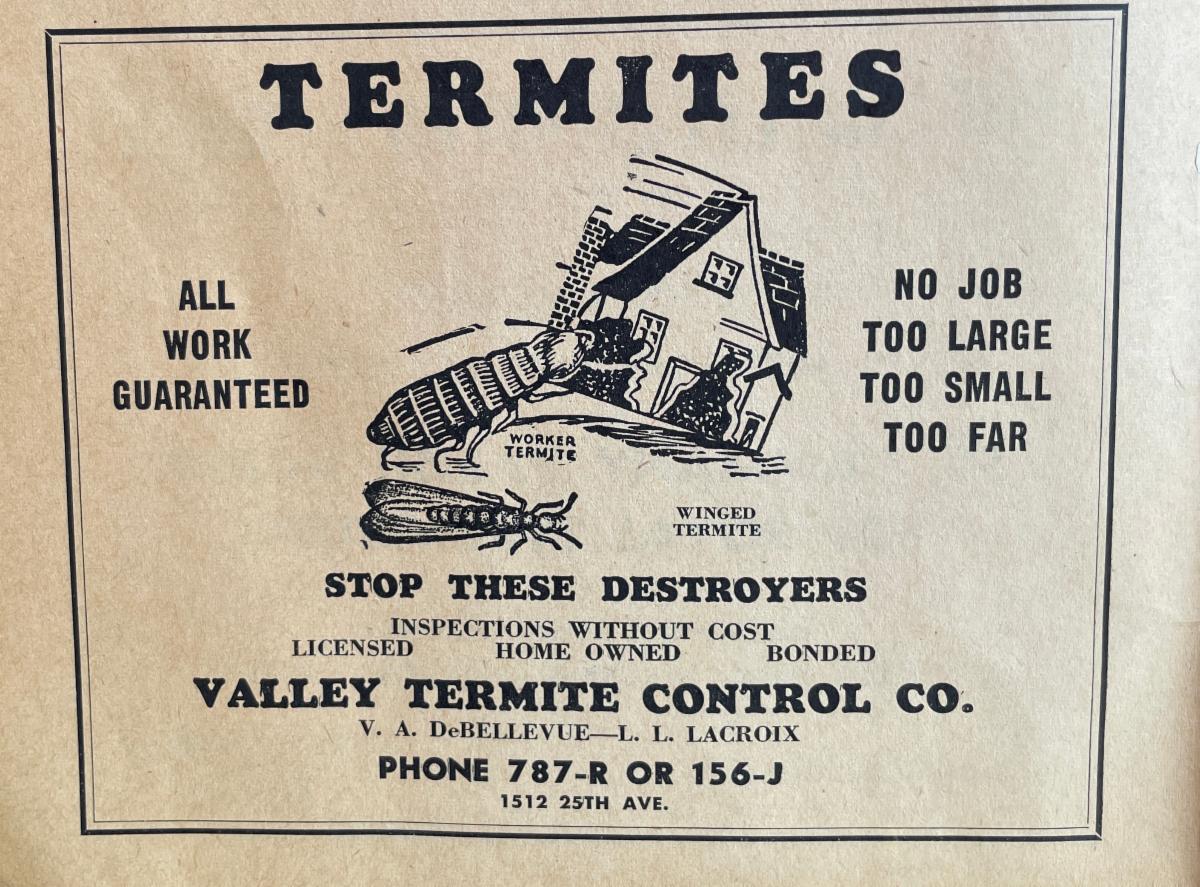 TERMITES
ALL
WORK
GUARANTEED
NO JOB
TOO LARGE
TOO SMALL
TOO FAR
WORKER
TERMITE
WINGED
TERMITE
STOP THESE DESTROYERS
INSPECTIONS WITHOUT COST
LICENSED HOME OWNED BONDED
VALLEY TERMITE CONTROL CO.
V. A. DeBELLEVUE—L. L. LACROIX
PHONE 787-R OR 156-J
1512 25TH AVE.